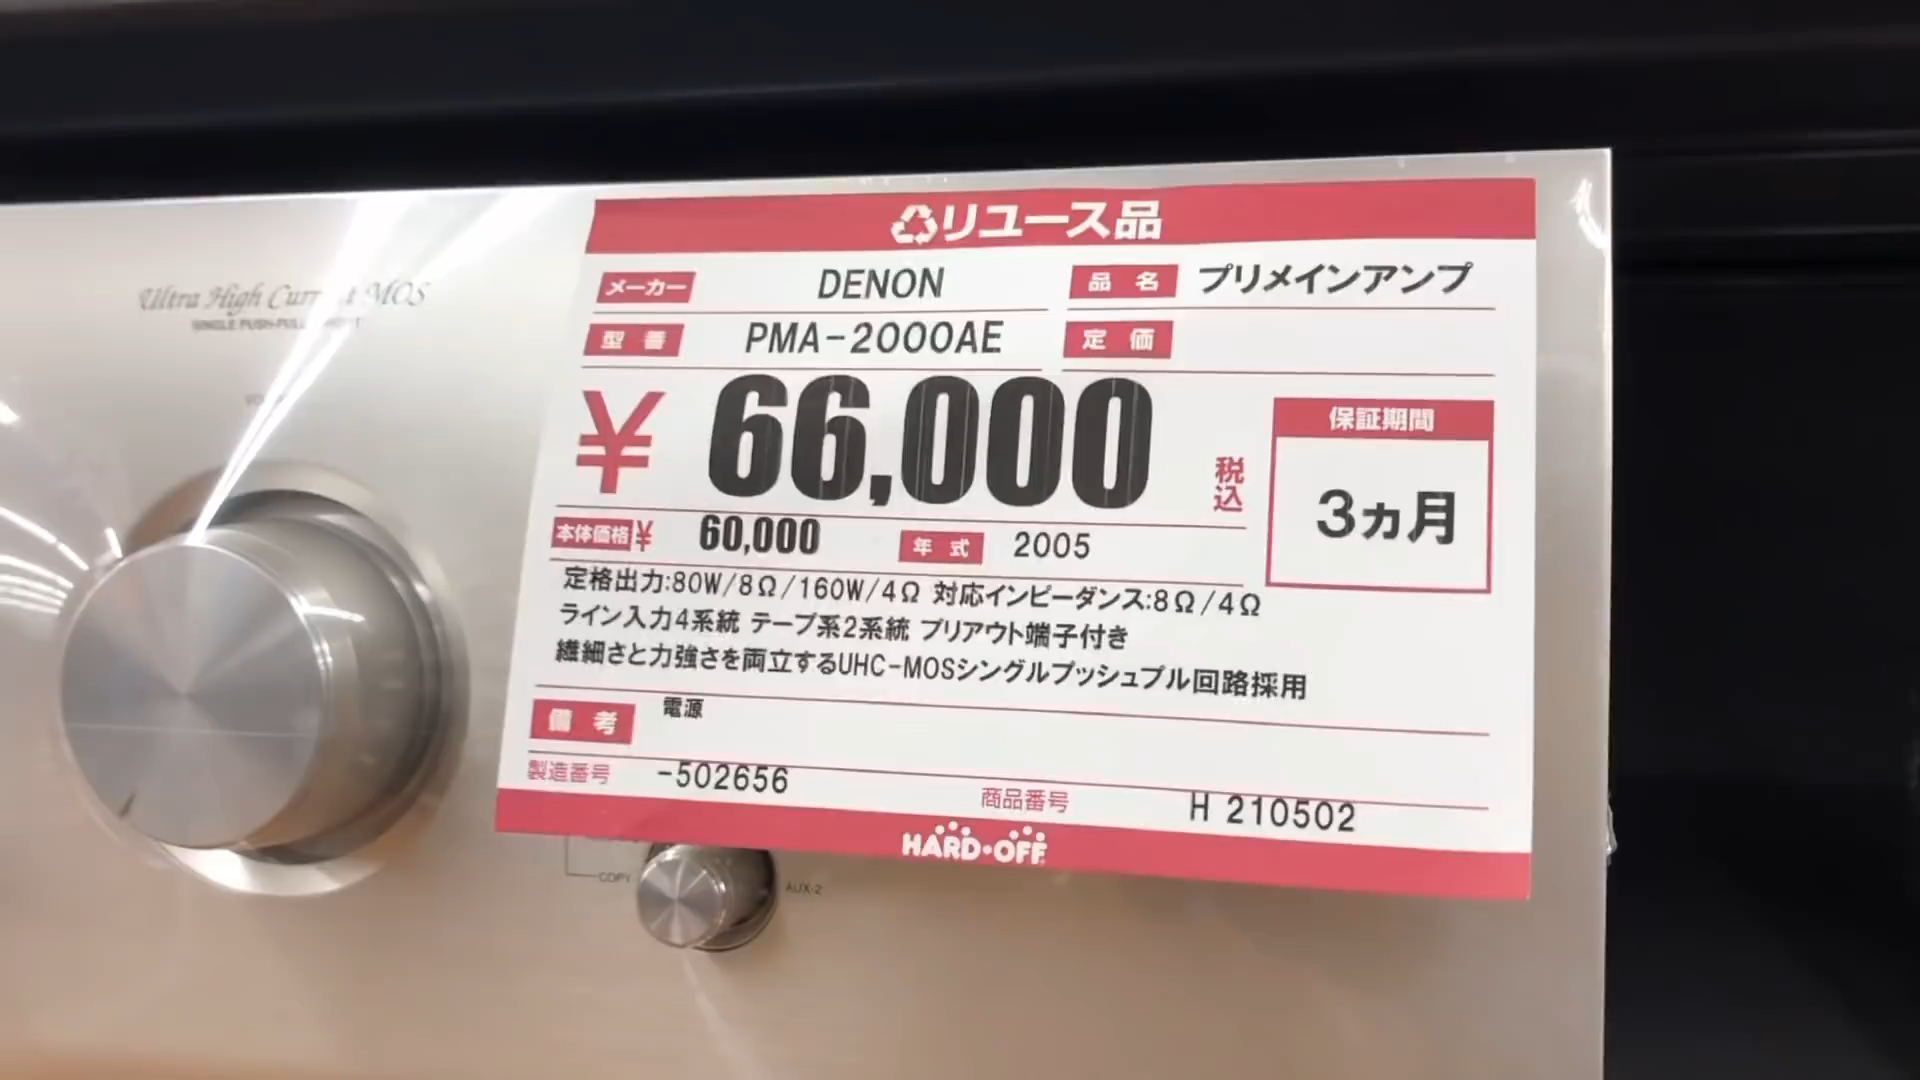 Ultra High Current MOS
SINGLE PUSH-PULL
リユース品
メーカー DENON 品名 プリメインアンプ
型番 PMA-2000AE 定価
¥66,000 税込
保証期間
3ヵ月
本体価格¥ 60,000 年式 2005
定格出力:80W/8Ω/160W/4Ω 対応インピーダンス:8Ω/4Ω
ライン入力4系統 テープ系2系統 プリアウト端子付き
繊細さと力強さを両立するUHC-MOSシングルプッシュプル回路採用
備考 電源
製造番号 -502656 商品番号 H 210502
HARD・OFF
COPY AUX-2